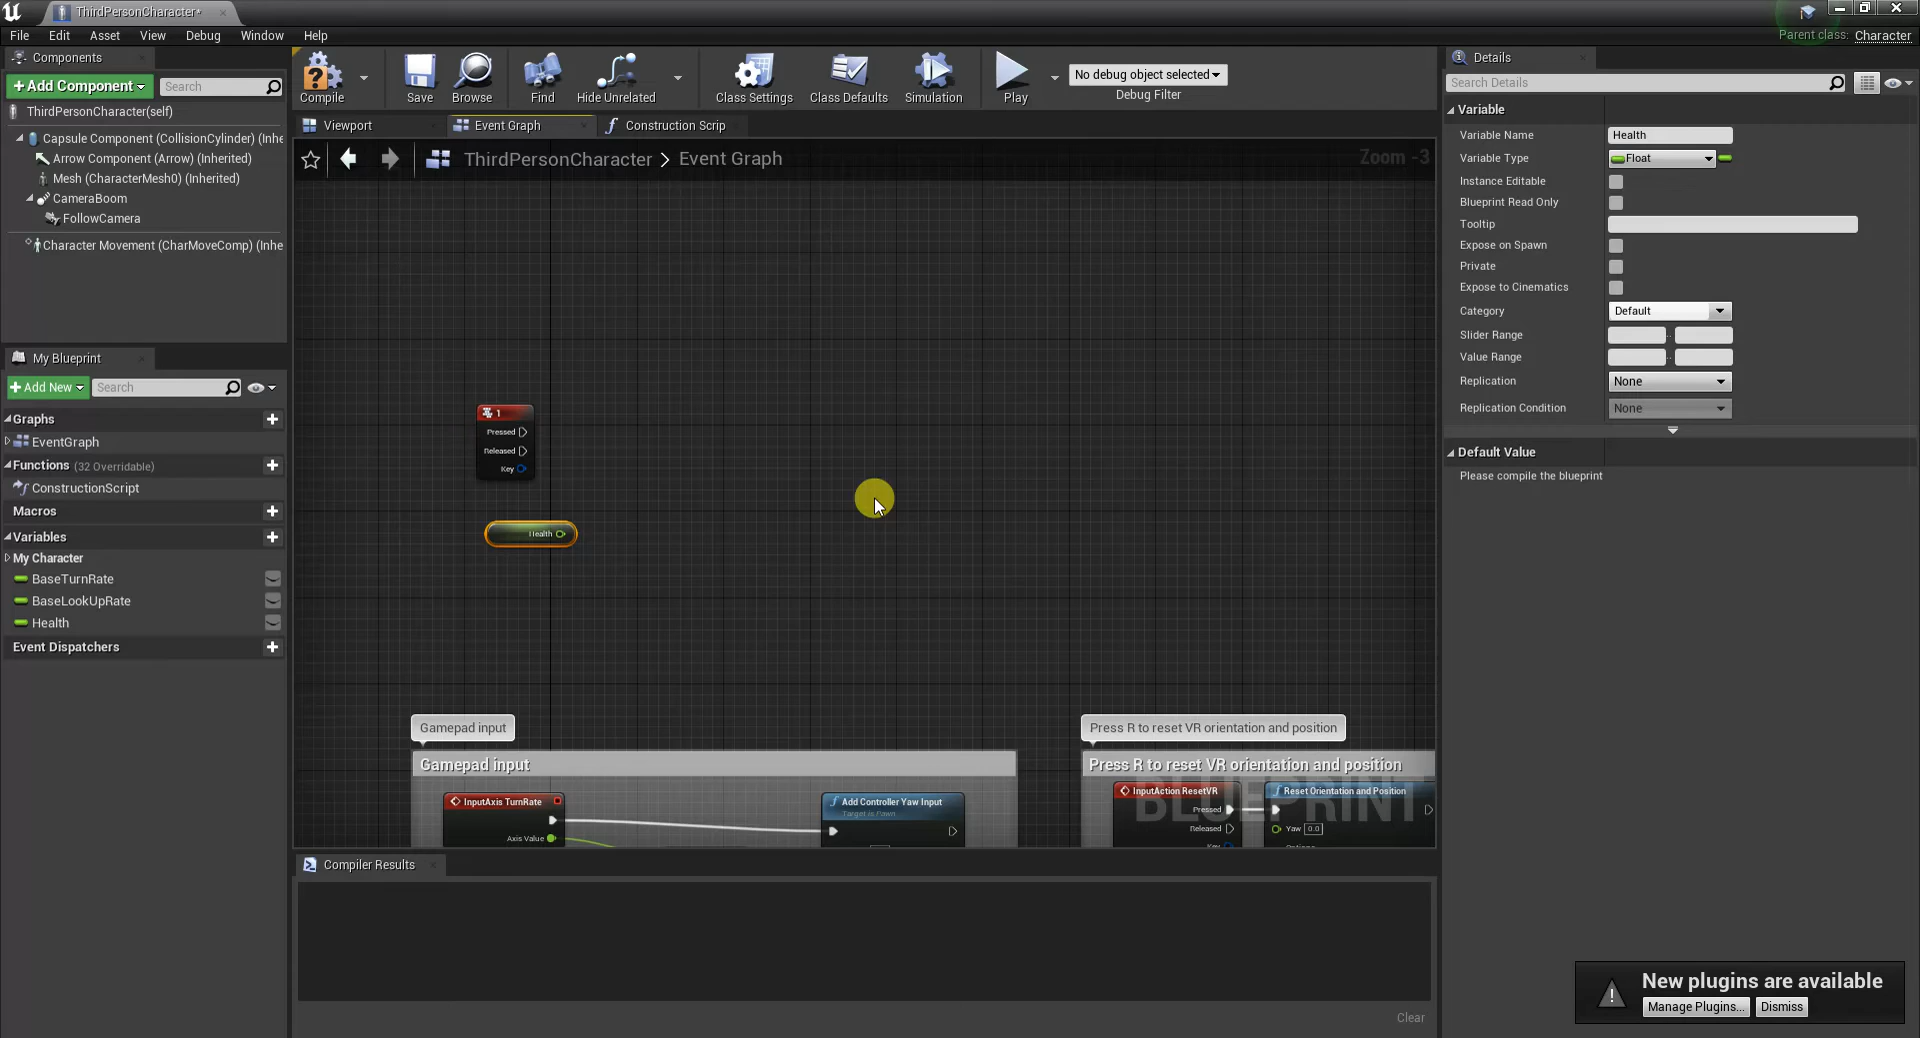 ThirdPersonCharacter*
File Edit Asset View Debug Window Help
Parent class: Character
Components
+Add Component
Search
ThirdPersonCharacter(self)
Capsule Component (CollisionCylinder) (Inhe
Arrow Component (Arrow) (Inherited)
Mesh (CharacterMesh0) (Inherited)
CameraBoom
FollowCamera
Character Movement (CharMoveComp) (Inhe
My Blueprint
+Add New
Search
Graphs
EventGraph
Functions (32 Overridable)
ConstructionScript
Macros
Variables
My Character
BaseTurnRate
BaseLookUpRate
Health
Event Dispatchers
Compile
Save
Browse
Find
Hide Unrelated
Class Settings
Class Defaults
Simulation
Play
No debug object selected
Debug Filter
Viewport
Event Graph
Construction Scrip
ThirdPersonCharacter > Event Graph
Zoom -3
1
Pressed
Released
Key
Health
Gamepad input
Gamepad input
InputAxis TurnRate
Axis Value
Add Controller Yaw Input
Target is Pawn
Press R to reset VR orientation and position
Press R to reset VR orientation and position
BLUEPRINT
InputAction ResetVR
Pressed
Released
Key
Reset Orientation and Position
Yaw 0.0
Options
Compiler Results
Clear
Details
Search Details
Variable
Variable Name Health
Variable Type Float
Instance Editable
Blueprint Read Only
Tooltip
Expose on Spawn
Private
Expose to Cinematics
Category Default
Slider Range
Value Range
Replication None
Replication Condition None
Default Value
Please compile the blueprint
New plugins are available
Manage Plugins... Dismiss